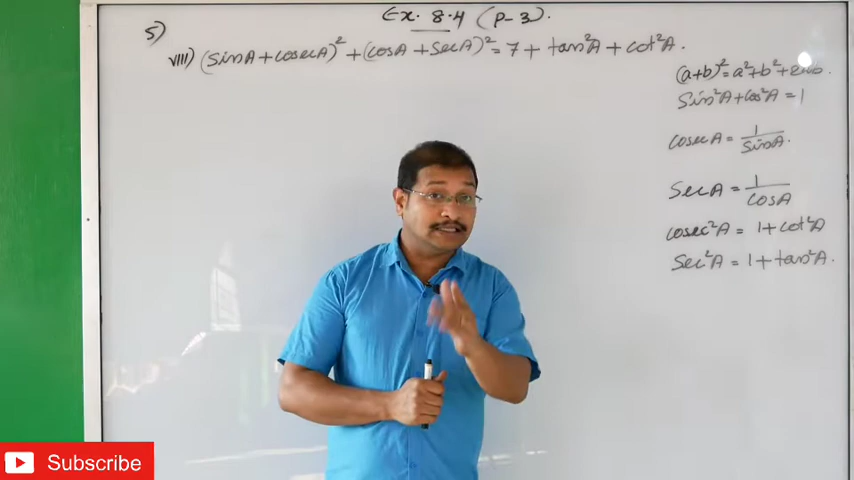 Ex. 8.4 (P-3).
5)
viii) (sinA + cosecA)² + (cosA + secA)² = 7 + tan²A + cot²A.
(a+b)² = a² + b² + 2ab.
Sin²A + cos²A = 1
cosecA = 1/sinA.
SecA = 1/cosA
cosec²A = 1 + cot²A
Sec²A = 1 + tan²A.
Subscribe